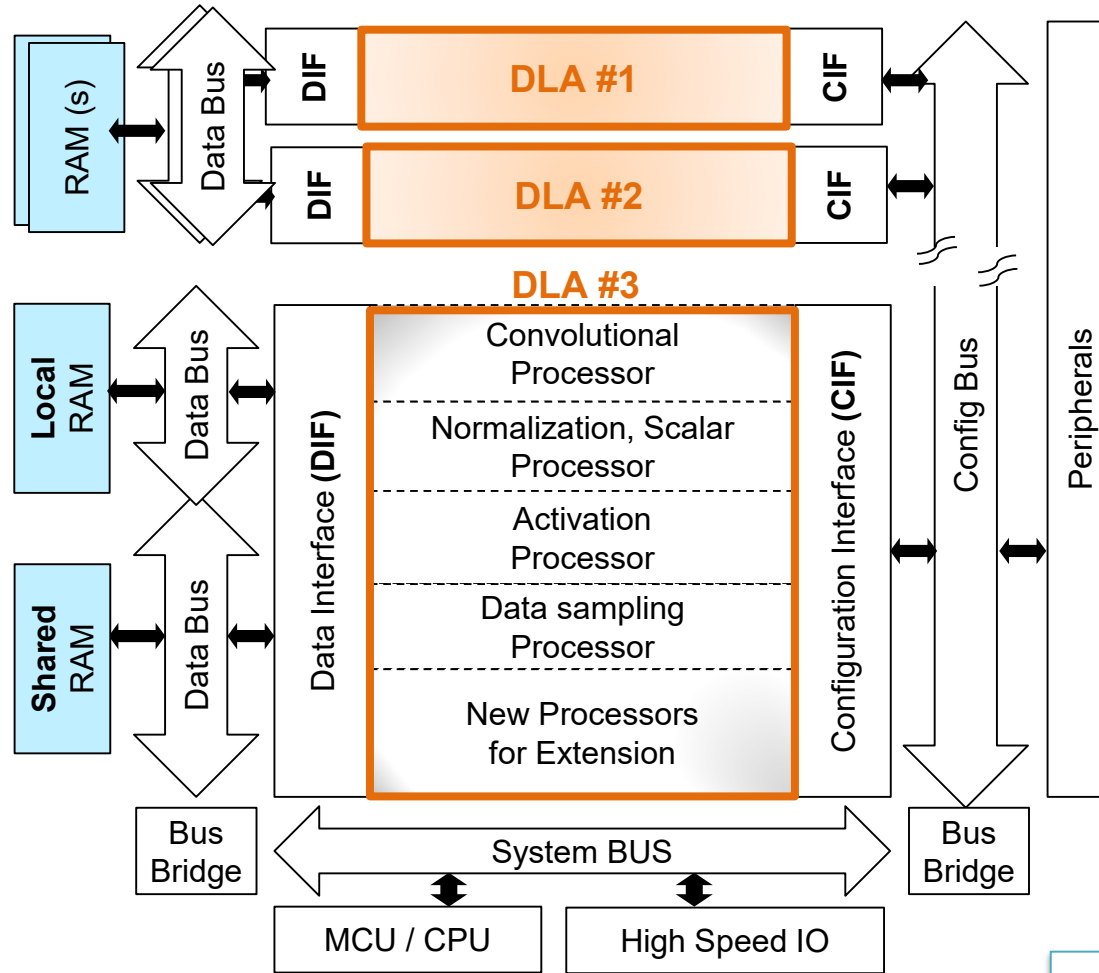 RAM (s)
Data Bus
DIF
DLA #1
CIF
DIF
DLA #2
CIF
DLA #3
Local
RAM
Data Bus
Shared
RAM
Data Bus
Data Interface (DIF)
Convolutional
Processor
Normalization, Scalar
Processor
Activation
Processor
Data sampling
Processor
New Processors
for Extension
Configuration Interface (CIF)
Config Bus
Peripherals
Bus
Bridge
System BUS
Bus
Bridge
MCU / CPU
High Speed IO